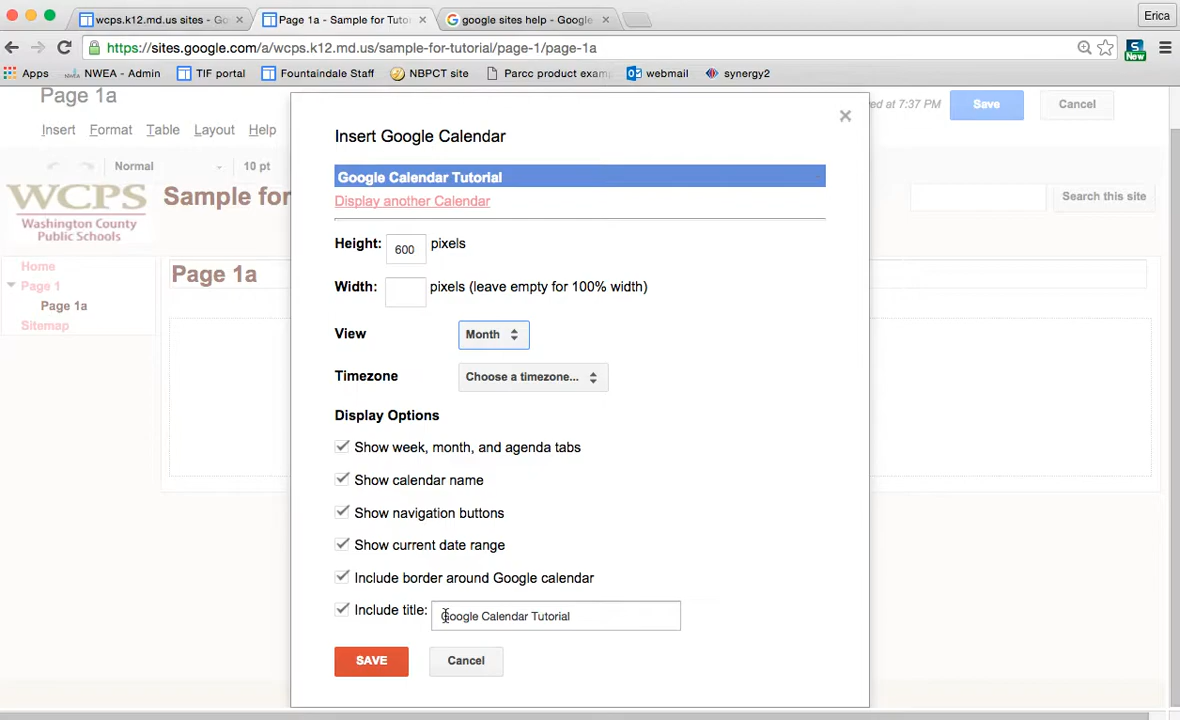 wcps.k12.md.us sites - Go
Page 1a - Sample for Tutor
google sites help - Google
Erica
https://sites.google.com/a/wcps.k12.md.us/sample-for-tutorial/page-1/page-1a
New
Apps NWEA - Admin TIF portal Fountaindale Staff NBPCT site Parcc product exam webmail synergy2
Page 1a
ed at 7:37 PM Save Cancel
Insert Format Table Layout Help
Normal 10 pt
WCPS
Washington County
Public Schools
Sample for
Search this site
Home
Page 1
Page 1a
Sitemap
Page 1a
Insert Google Calendar
Google Calendar Tutorial
Display another Calendar
Height: 600 pixels
Width: pixels (leave empty for 100% width)
View Month
Timezone Choose a timezone...
Display Options
Show week, month, and agenda tabs
Show calendar name
Show navigation buttons
Show current date range
Include border around Google calendar
Include title: Google Calendar Tutorial
SAVE Cancel